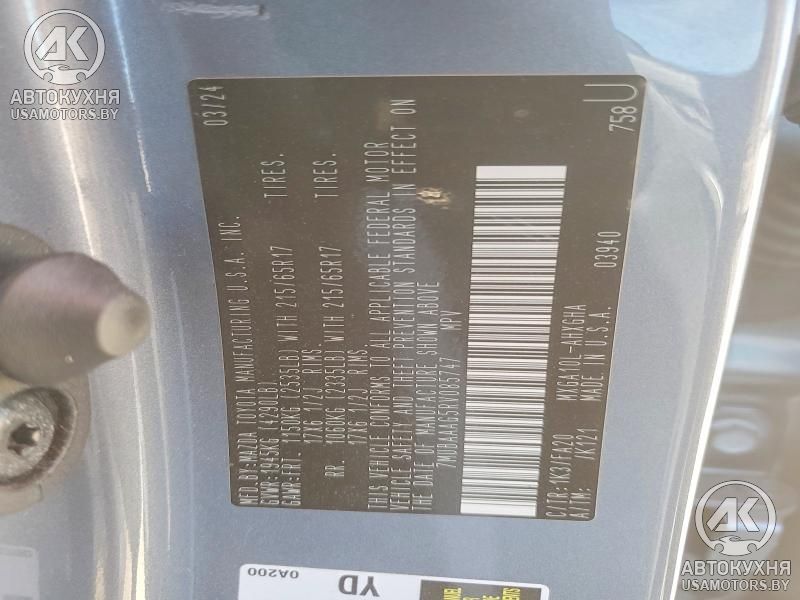 MFD.BY:MAZDA TOYOTA MANUFACTURING U.S.A. INC. 03/24
GVWR:1945KG (4290LB)
GAWR:FRT. 1150KG (2535LB) WITH 215/65R17 TIRES.
17X6 1/2J RIMS.
RR. 1060KG (2335LB) WITH 215/65R17 TIRES.
17X6 1/2J RIMS.
THIS VEHICLE CONFORMS TO ALL APPLICABLE FEDERAL MOTOR
VEHICLE SAFETY AND THEFT PREVENTION STANDARDS IN EFFECT ON
THE DATE OF MANUFACTURE SHOWN ABOVE
7MUBAAAG5RV085747 MPV
C/TR:1K3/FA20 MXGA10L-AHXGHA
A/TM: /K121 MADE IN U.S.A. 03940
758 U
0A200
YD
АК
АВТОКУХНЯ
USAMOTORS.BY
АК
АВТОКУХНЯ
USAMOTORS.BY